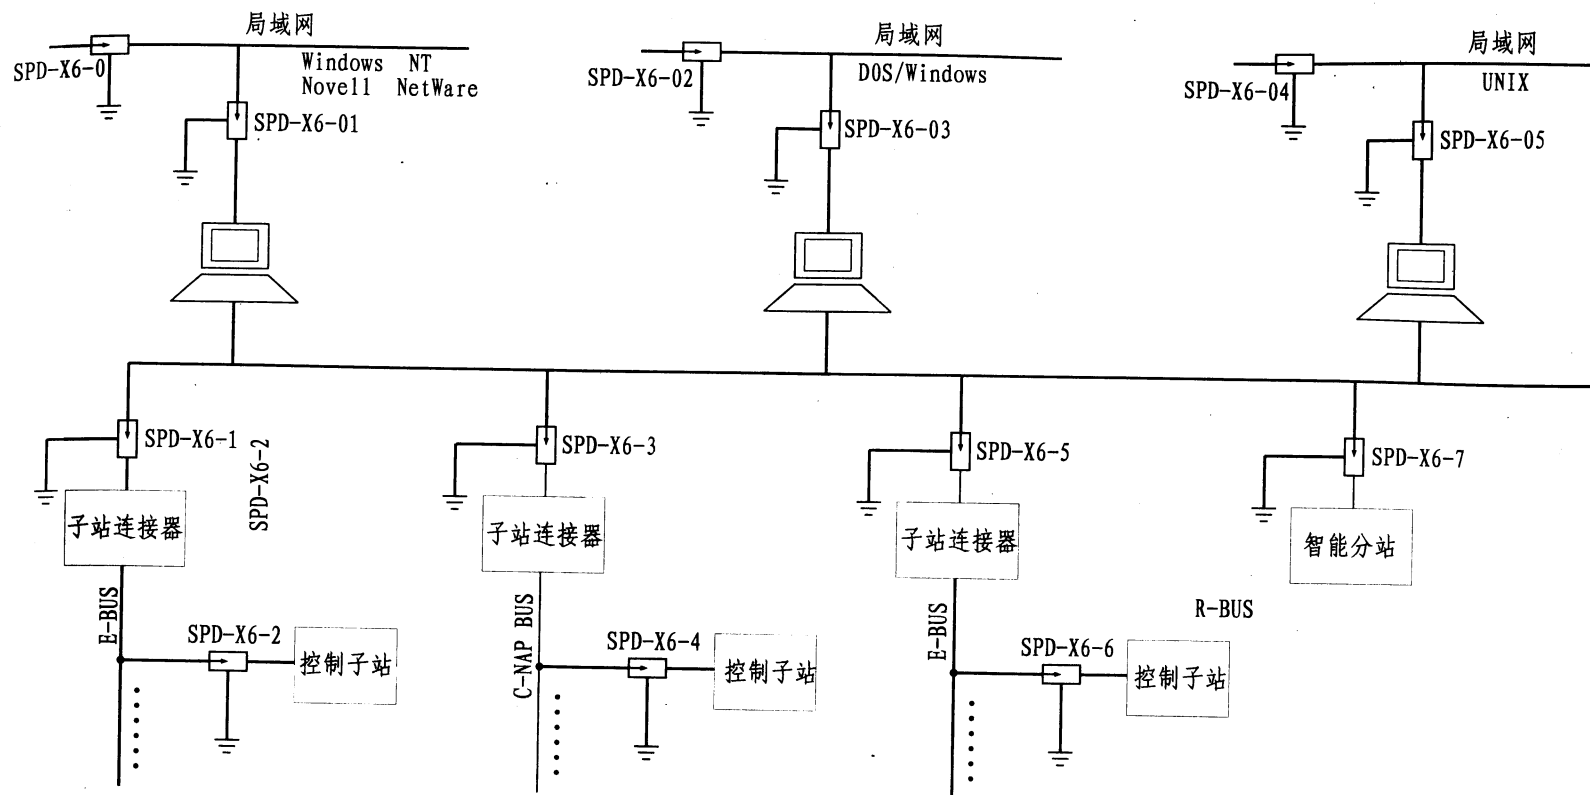 局域网
SPD-X6-0
Windows NT
Novell NetWare
SPD-X6-01
局域网
SPD-X6-02
DOS/Windows
SPD-X6-03
局域网
SPD-X6-04
UNIX
SPD-X6-05
SPD-X6-1
SPD-X6-2
SPD-X6-3
SPD-X6-5
SPD-X6-7
子站连接器
子站连接器
子站连接器
智能分站
E-BUS
SPD-X6-2
控制子站
C-NAP BUS
SPD-X6-4
控制子站
E-BUS
SPD-X6-6
控制子站
R-BUS